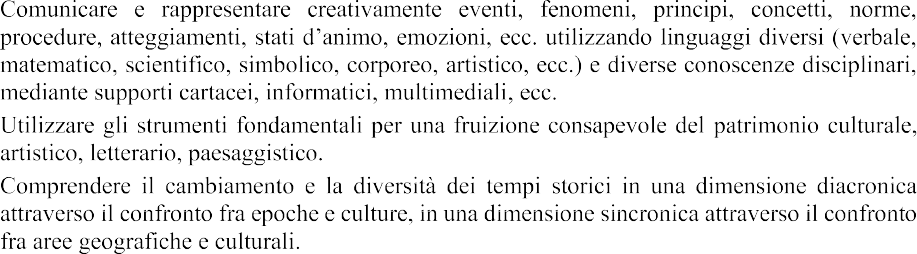 Comunicare e rappresentare creativamente eventi, fenomeni, principi, concetti, norme,
procedure, atteggiamenti, stati d'animo, emozioni, ecc. utilizzando linguaggi diversi (verbale,
matematico, scientifico, simbolico, corporeo, artistico, ecc.) e diverse conoscenze disciplinari,
mediante supporti cartacei, informatici, multimediali, ecc.
Utilizzare gli strumenti fondamentali per una fruizione consapevole del patrimonio culturale,
artistico, letterario, paesaggistico.
Comprendere il cambiamento e la diversità dei tempi storici in una dimensione diacronica
attraverso il confronto fra epoche e culture, in una dimensione sincronica attraverso il confronto
fra aree geografiche e culturali.